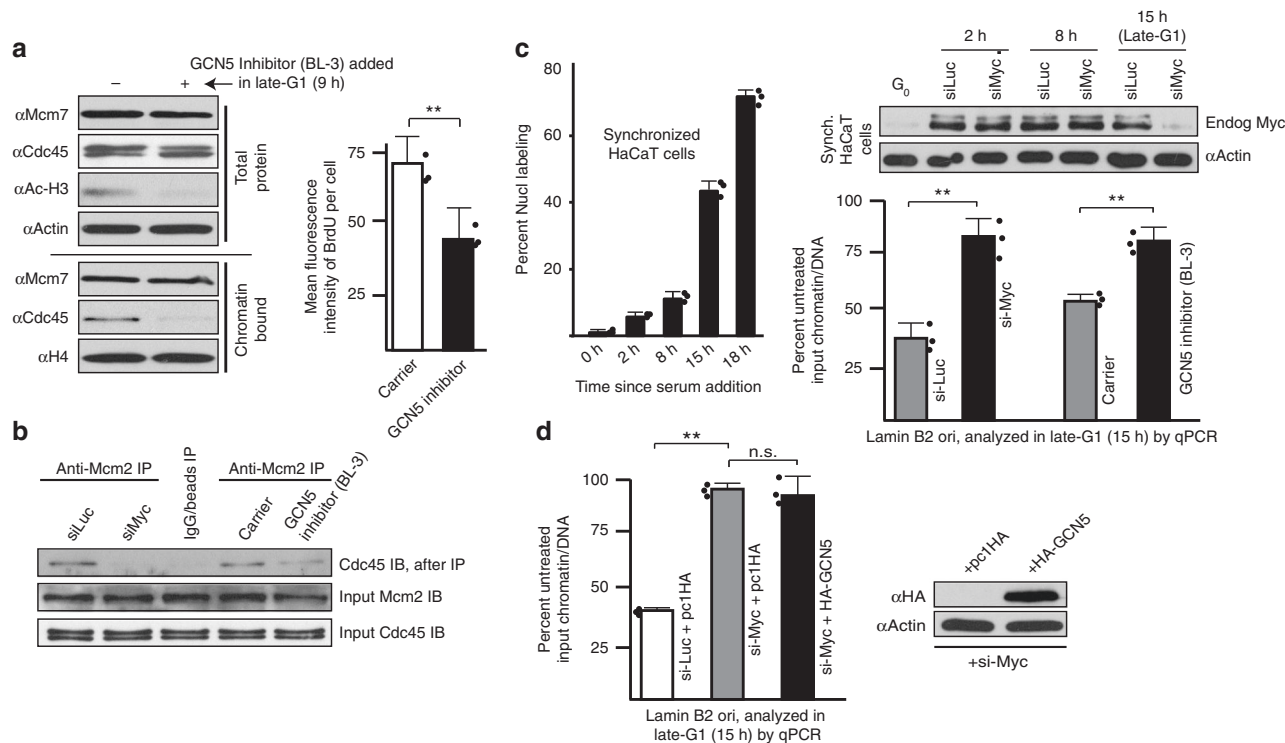 a
GCN5 Inhibitor (BL-3) added
in late-G1 (9 h)
– +
αMcm7
αCdc45
αAc-H3
αActin
Total
protein
αMcm7
αCdc45
αH4
Chromatin
bound
**
Mean fluorescence
intensity of BrdU per cell
75
50
25
Carrier
GCN5 inhibitor
b
Anti-Mcm2 IP
IgG/beads IP
Anti-Mcm2 IP
siLuc
siMyc
Carrier
GCN5
inhibitor (BL-3)
Cdc45 IB, after IP
Input Mcm2 IB
Input Cdc45 IB
c
Percent Nucl labeling
80
60
40
20
Synchronized
HaCaT cells
0 h
2 h
8 h
15 h
18 h
Time since serum addition
2 h
8 h
15 h
(Late-G1)
G0
siLuc
siMyc
siLuc
siMyc
siLuc
siMyc
Synch.
HaCaT
cells
Endog Myc
αActin
Percent untreated
input chromatin/DNA
100
75
50
25
**
**
si-Luc
si-Myc
Carrier
GCN5 inhibitor (BL-3)
Lamin B2 ori, analyzed in late-G1 (15 h) by qPCR
d
Percent untreated
input chromatin/DNA
100
75
50
25
**
n.s.
si-Luc + pc1HA
si-Myc + pc1HA
si-Myc + HA-GCN5
Lamin B2 ori, analyzed in
late-G1 (15 h) by qPCR
+pc1HA
+HA-GCN5
αHA
αActin
+si-Myc